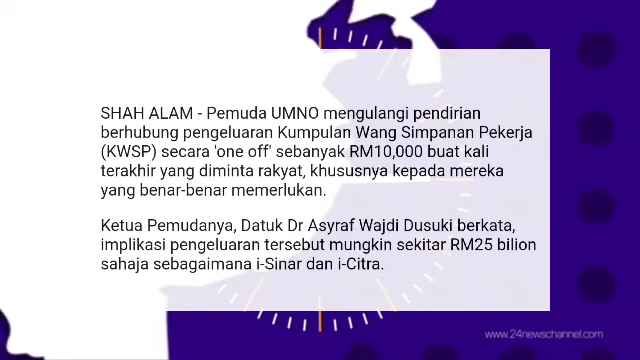 SHAH ALAM - Pemuda UMNO mengulangi pendirian
berhubung pengeluaran Kumpulan Wang Simpanan Pekerja
(KWSP) secara 'one off' sebanyak RM10,000 buat kali
terakhir yang diminta rakyat, khususnya kepada mereka
yang benar-benar memerlukan.
Ketua Pemudanya, Datuk Dr Asyraf Wajdi Dusuki berkata,
implikasi pengeluaran tersebut mungkin sekitar RM25 bilion
sahaja sebagaimana i-Sinar dan i-Citra.
www.24newschannel.com